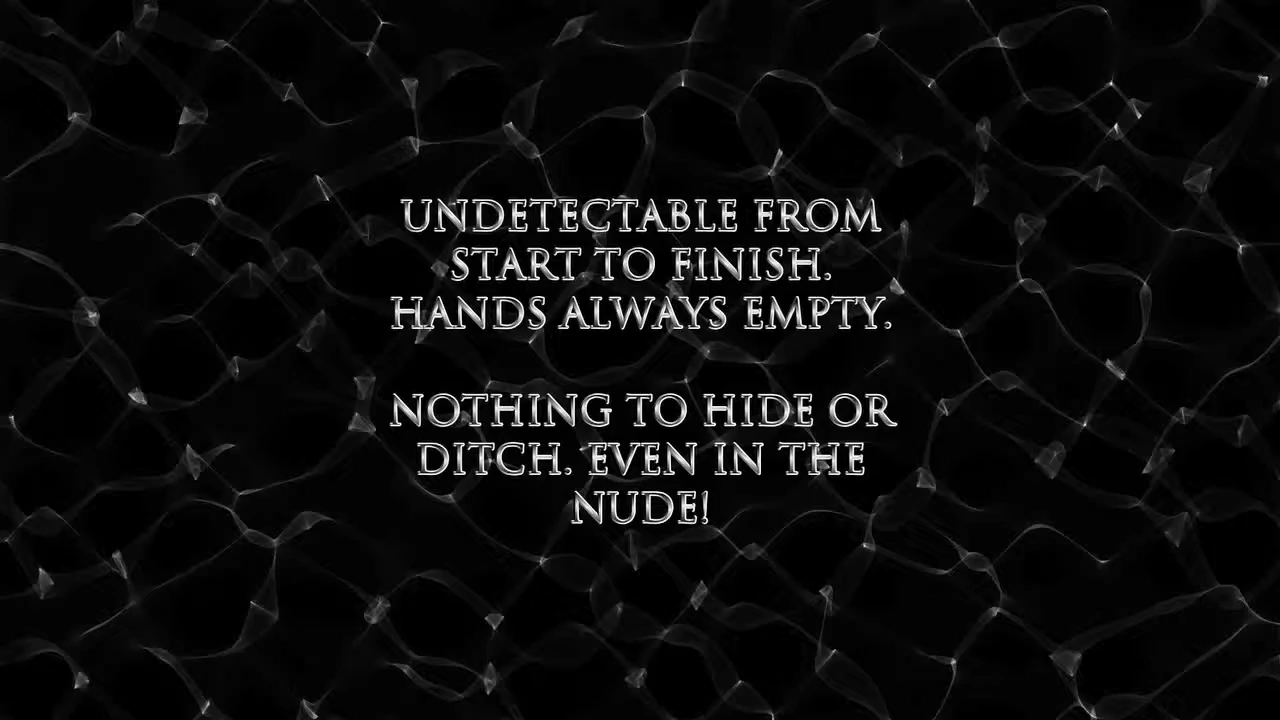 UNDETECTABLE FROM
START TO FINISH.
HANDS ALWAYS EMPTY.
NOTHING TO HIDE OR
DITCH. EVEN IN THE
NUDE!